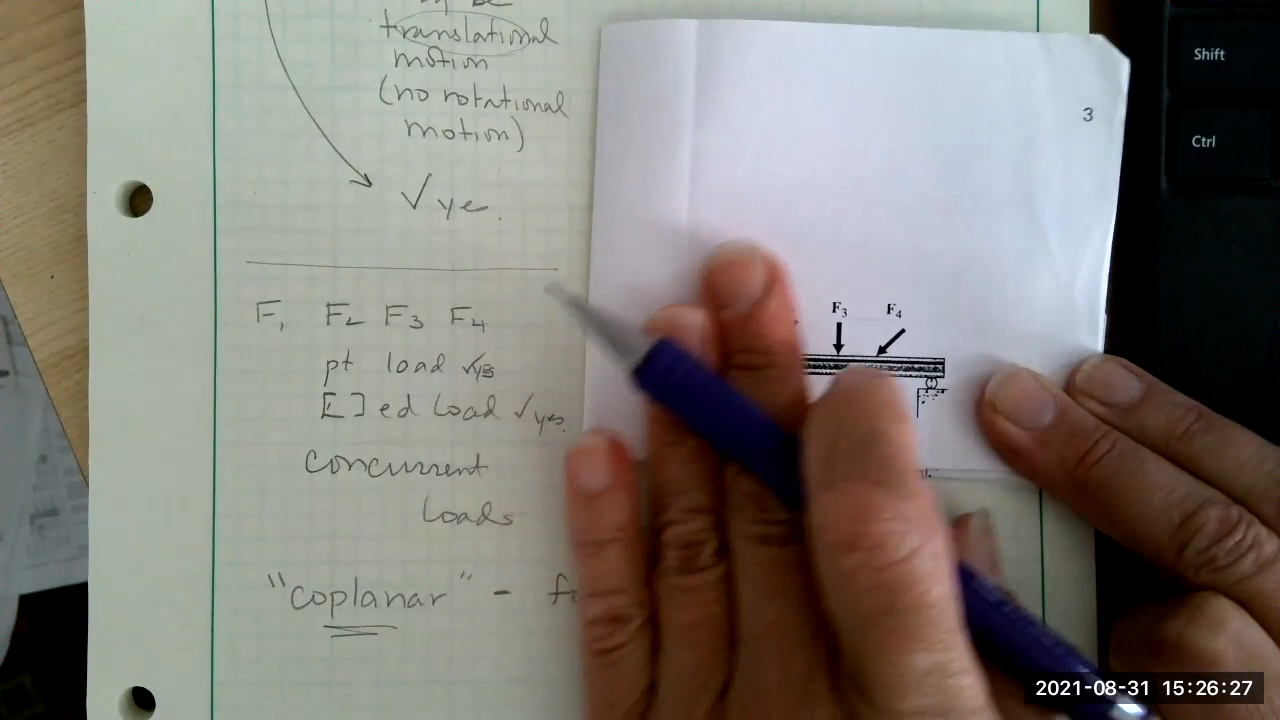 translational
motion
(no rotational
motion)
√ ye.
F1 F2 F3 F4
pt load √yes
[E]ed Load √ yes.
concurrent
Loads
"coplanar" - f
3
F3 F4
Shift
Ctrl
2021-08-31 15:26:27